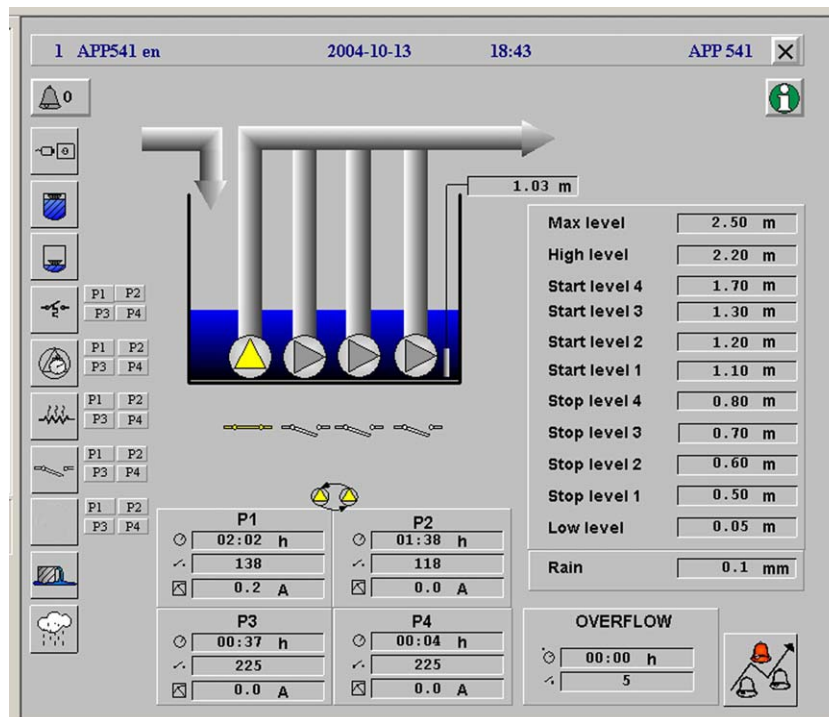 1 APP541 en 2004-10-13 18:43 APP 541
0
1.03 m
Max level 2.50 m
High level 2.20 m
Start level 4 1.70 m
Start level 3 1.30 m
Start level 2 1.20 m
Start level 1 1.10 m
Stop level 4 0.80 m
Stop level 3 0.70 m
Stop level 2 0.60 m
Stop level 1 0.50 m
Low level 0.05 m
Rain 0.1 mm
P1 P2
P3 P4
P1 P2
P3 P4
P1 P2
P3 P4
P1 P2
P3 P4
P1 P2
P3 P4
P1
02:02 h
138
0.2 A
P2
01:38 h
118
0.0 A
P3
00:37 h
225
0.0 A
P4
00:04 h
225
0.0 A
OVERFLOW
00:00 h
5